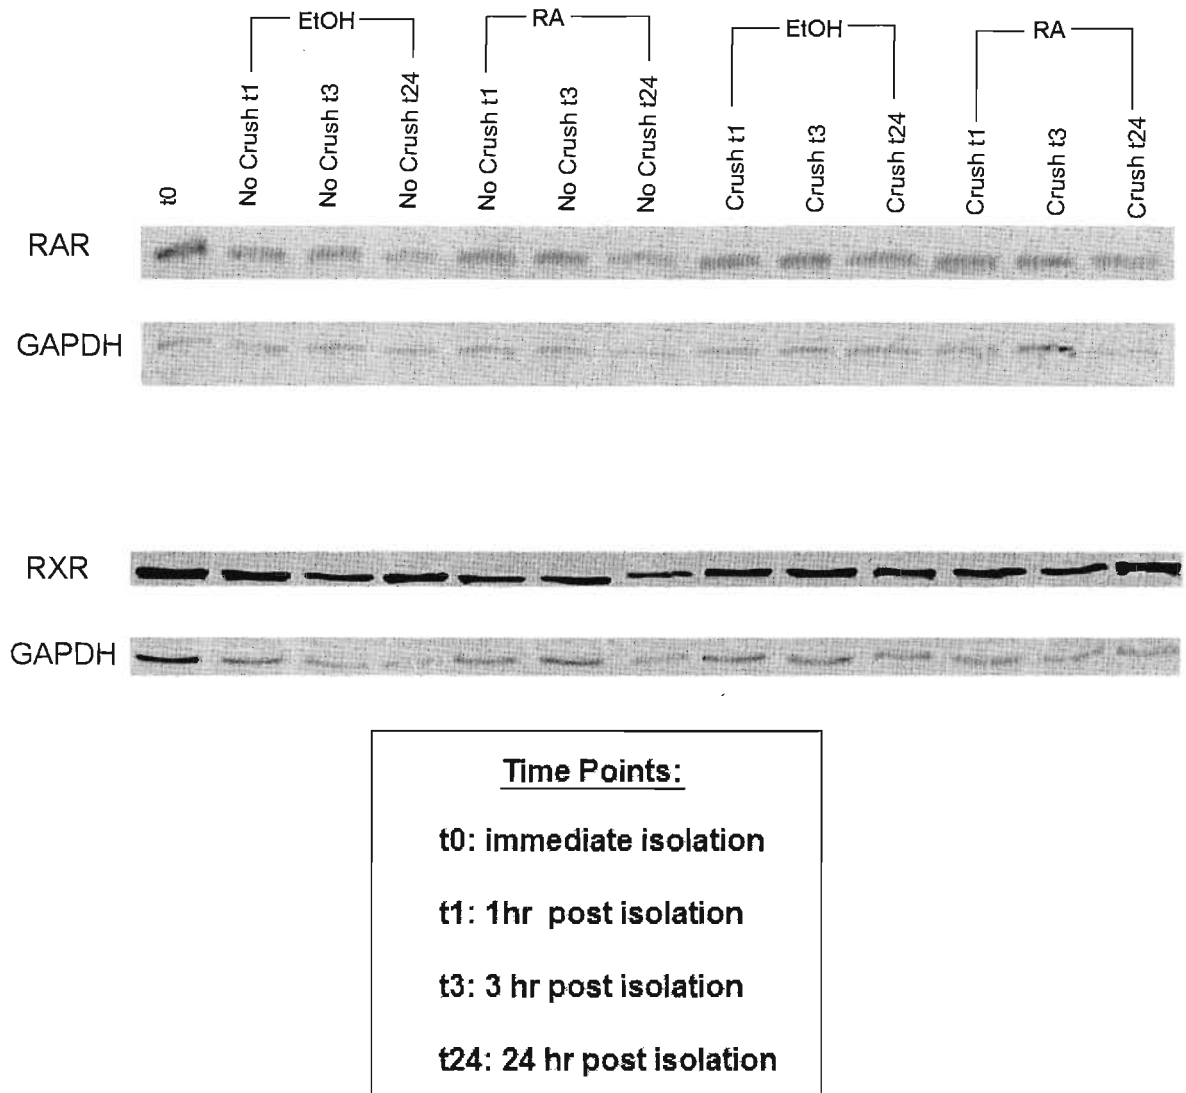 EtOH
RA
EtOH
RA
t0
No Crush t1
No Crush t3
No Crush t24
No Crush t1
No Crush t3
No Crush t24
Crush t1
Crush t3
Crush t24
Crush t1
Crush t3
Crush t24
RAR
GAPDH
RXR
GAPDH
Time Points:
t0: immediate isolation
t1: 1hr post isolation
t3: 3 hr post isolation
t24: 24 hr post isolation